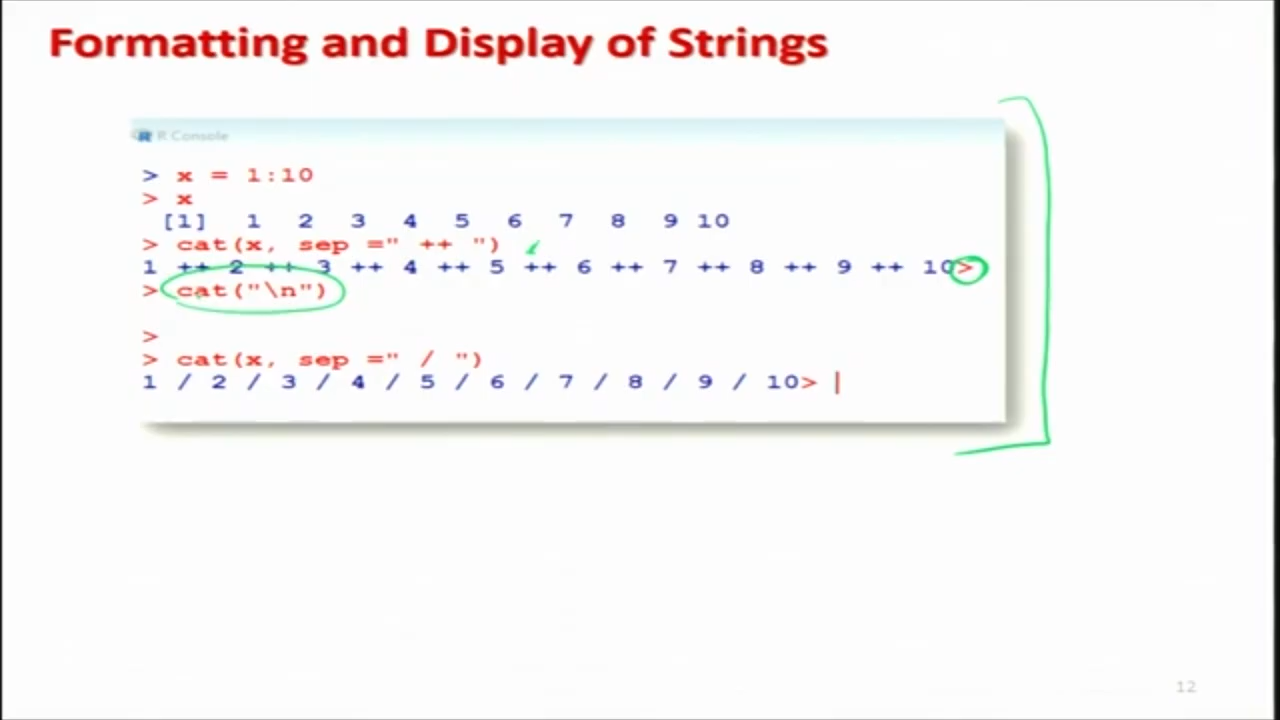 Formatting and Display of Strings
R R Console
> x = 1:10
> x
[1] 1 2 3 4 5 6 7 8 9 10
> cat(x, sep =" ++ ")
1 ++ 2 ++ 3 ++ 4 ++ 5 ++ 6 ++ 7 ++ 8 ++ 9 ++ 10>
> cat("\n")
>
> cat(x, sep =" / ")
1 / 2 / 3 / 4 / 5 / 6 / 7 / 8 / 9 / 10> |
12